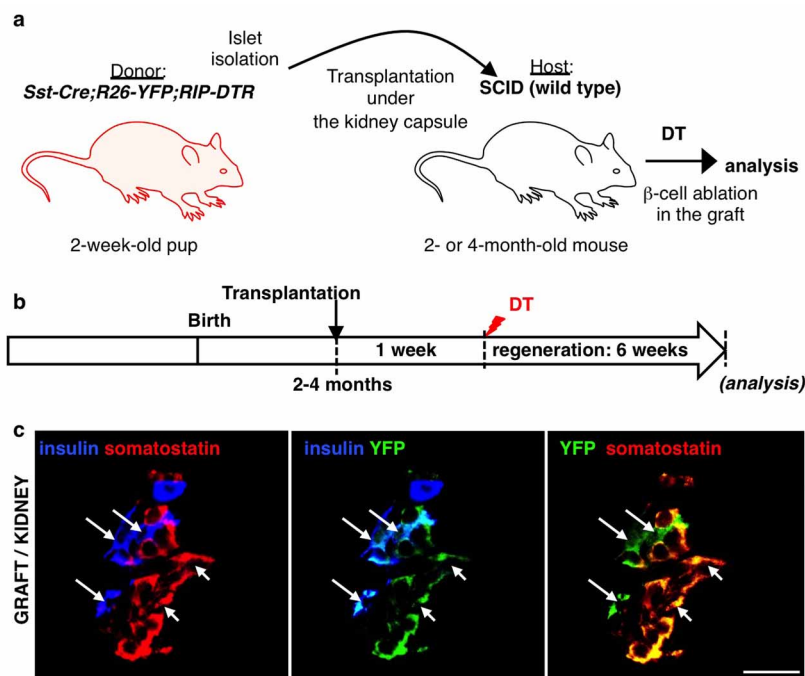 a
Islet
isolation
Donor:
Sst-Cre;R26-YFP;RIP-DTR
Transplantation
under
the kidney capsule
Host:
SCID (wild type)
DT
analysis
β-cell ablation
in the graft
2-week-old pup
2- or 4-month-old mouse
b
Transplantation
Birth
DT
1 week
regeneration: 6 weeks
2-4 months
(analysis)
c
GRAFT / KIDNEY
insulin somatostatin
insulin YFP
YFP somatostatin